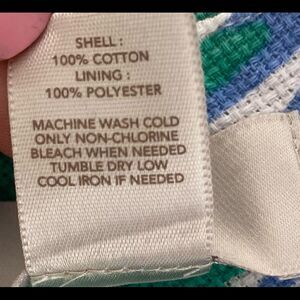 SHELL :
100% COTTON
LINING :
100% POLYESTER
MACHINE WASH COLD
ONLY NON-CHLORINE
BLEACH WHEN NEEDED
TUMBLE DRY LOW
COOL IRON IF NEEDED